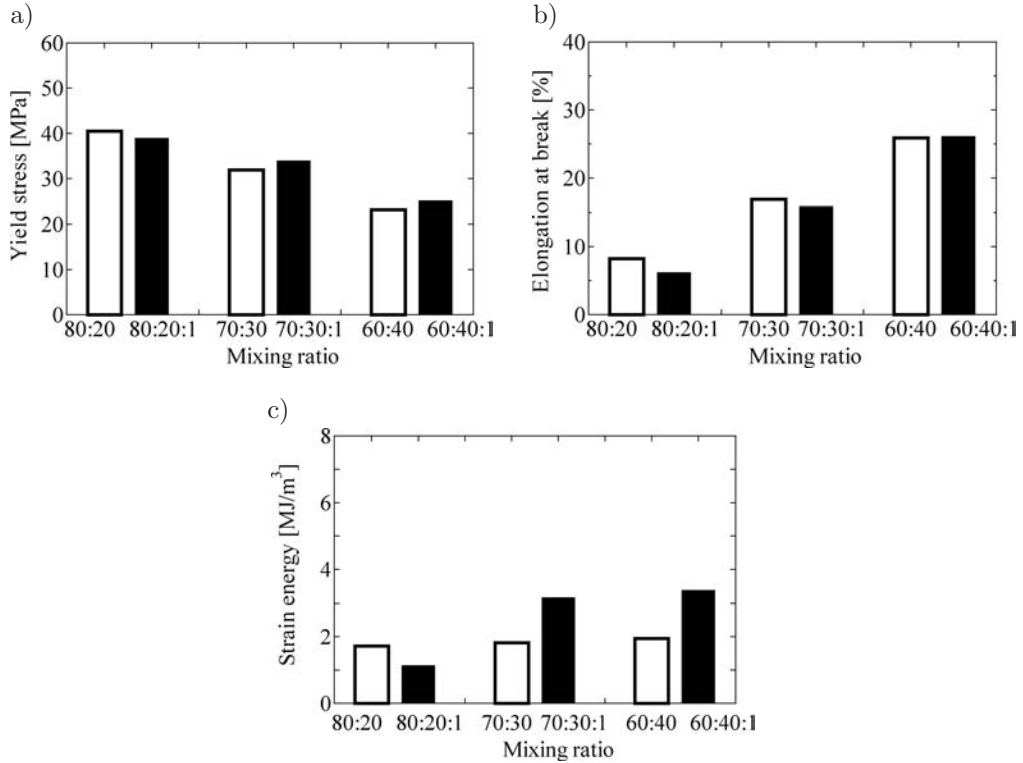 a)
60
50
40
30
20
10
0
Yield stress [MPa]
80:20 80:20:1 70:30 70:30:1 60:40 60:40:1
Mixing ratio
b)
40
30
20
10
0
Elongation at break [%]
80:20 80:20:1 70:30 70:30:1 60:40 60:40:1
Mixing ratio
c)
8
6
4
2
0
Strain energy [MJ/m³]
80:20 80:20:1 70:30 70:30:1 60:40 60:40:1
Mixing ratio